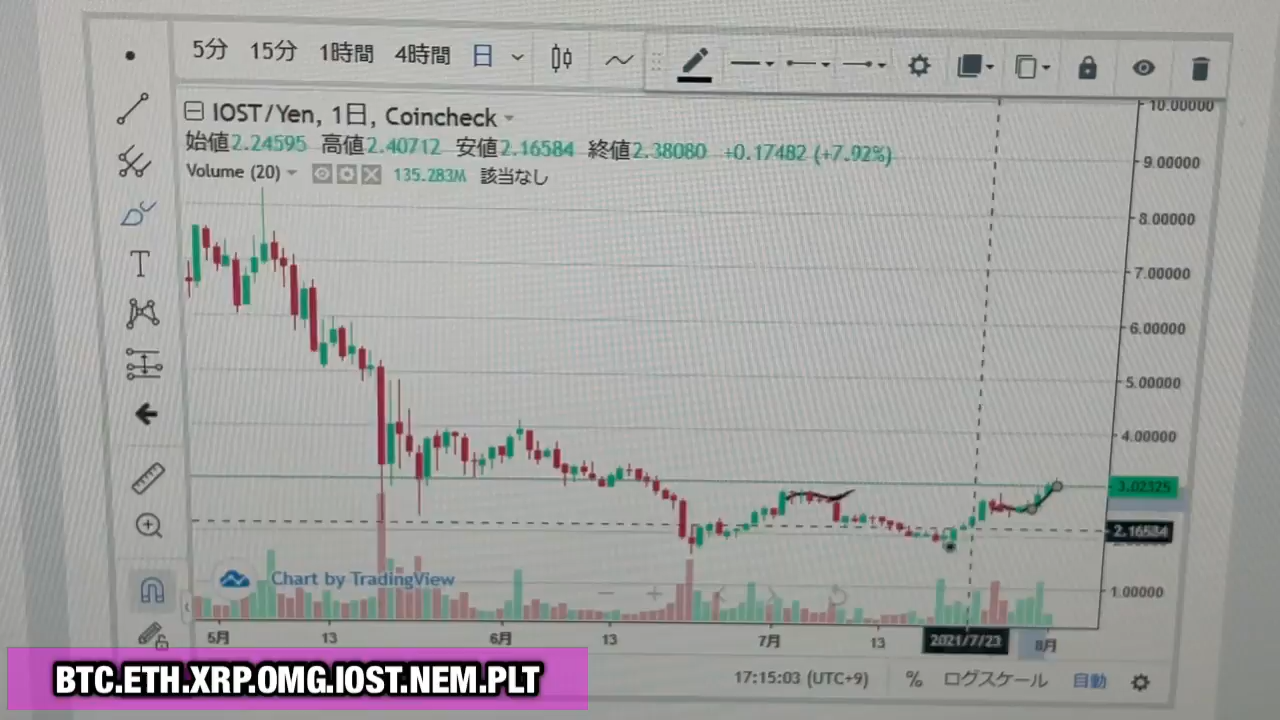 5分 15分 1時間 4時間 日
IOST/Yen, 1日, Coincheck
始値2.24595 高値2.40712 安値2.16584 終値2.38080 +0.17482 (+7.92%)
Volume (20) 135.283M 該当なし
10.00000
9.00000
8.00000
7.00000
6.00000
5.00000
4.00000
3.02325
2.16584
1.00000
T
Chart by TradingView
5月 13 6月 13 7月 13 2021/7/23 8月
17:15:03 (UTC+9) % ログスケール 自動
BTC.ETH.XRP.OMG.IOST.NEM.PLT